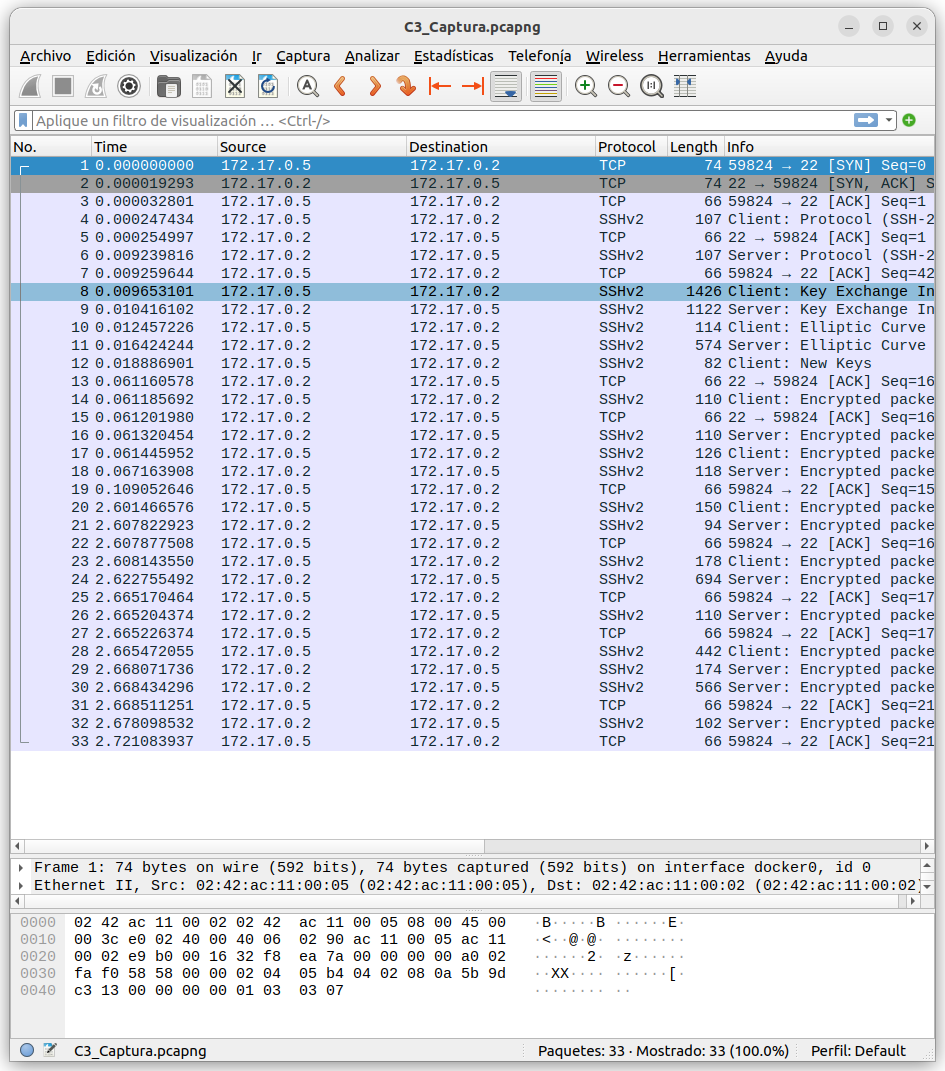 C3_Captura.pcapng
Archivo Edición Visualización Ir Captura Analizar Estadísticas Telefonía Wireless Herramientas Ayuda
Aplique un filtro de visualización … <Ctrl-/>
No. Time Source Destination Protocol Length Info
1 0.000000000 172.17.0.5 172.17.0.2 TCP 74 59824 → 22 [SYN] Seq=0
2 0.000019293 172.17.0.2 172.17.0.5 TCP 74 22 → 59824 [SYN, ACK] S
3 0.000032801 172.17.0.5 172.17.0.2 TCP 66 59824 → 22 [ACK] Seq=1
4 0.000247434 172.17.0.5 172.17.0.2 SSHv2 107 Client: Protocol (SSH-2
5 0.000254997 172.17.0.2 172.17.0.5 TCP 66 22 → 59824 [ACK] Seq=1
6 0.009239816 172.17.0.2 172.17.0.5 SSHv2 107 Server: Protocol (SSH-2
7 0.009259644 172.17.0.5 172.17.0.2 TCP 66 59824 → 22 [ACK] Seq=42
8 0.009653101 172.17.0.5 172.17.0.2 SSHv2 1426 Client: Key Exchange In
9 0.010416102 172.17.0.2 172.17.0.5 SSHv2 1122 Server: Key Exchange In
10 0.012457226 172.17.0.5 172.17.0.2 SSHv2 114 Client: Elliptic Curve
11 0.016424244 172.17.0.2 172.17.0.5 SSHv2 574 Server: Elliptic Curve
12 0.018886901 172.17.0.5 172.17.0.2 SSHv2 82 Client: New Keys
13 0.061160578 172.17.0.2 172.17.0.5 TCP 66 22 → 59824 [ACK] Seq=16
14 0.061185692 172.17.0.5 172.17.0.2 SSHv2 110 Client: Encrypted packe
15 0.061201980 172.17.0.2 172.17.0.5 TCP 66 22 → 59824 [ACK] Seq=16
16 0.061320454 172.17.0.2 172.17.0.5 SSHv2 110 Server: Encrypted packe
17 0.061445952 172.17.0.5 172.17.0.2 SSHv2 126 Client: Encrypted packe
18 0.067163908 172.17.0.2 172.17.0.5 SSHv2 118 Server: Encrypted packe
19 0.109052646 172.17.0.5 172.17.0.2 TCP 66 59824 → 22 [ACK] Seq=15
20 2.601466576 172.17.0.5 172.17.0.2 SSHv2 150 Client: Encrypted packe
21 2.607822923 172.17.0.2 172.17.0.5 SSHv2 94 Server: Encrypted packe
22 2.607877508 172.17.0.5 172.17.0.2 TCP 66 59824 → 22 [ACK] Seq=16
23 2.608143550 172.17.0.5 172.17.0.2 SSHv2 178 Client: Encrypted packe
24 2.622755492 172.17.0.2 172.17.0.5 SSHv2 694 Server: Encrypted packe
25 2.665170464 172.17.0.5 172.17.0.2 TCP 66 59824 → 22 [ACK] Seq=17
26 2.665204374 172.17.0.2 172.17.0.5 SSHv2 110 Server: Encrypted packe
27 2.665226374 172.17.0.5 172.17.0.2 TCP 66 59824 → 22 [ACK] Seq=17
28 2.665472055 172.17.0.5 172.17.0.2 SSHv2 442 Client: Encrypted packe
29 2.668071736 172.17.0.2 172.17.0.5 SSHv2 174 Server: Encrypted packe
30 2.668434296 172.17.0.2 172.17.0.5 SSHv2 566 Server: Encrypted packe
31 2.668511251 172.17.0.5 172.17.0.2 TCP 66 59824 → 22 [ACK] Seq=21
32 2.678098532 172.17.0.2 172.17.0.5 SSHv2 102 Server: Encrypted packe
33 2.721083937 172.17.0.5 172.17.0.2 TCP 66 59824 → 22 [ACK] Seq=21
Frame 1: 74 bytes on wire (592 bits), 74 bytes captured (592 bits) on interface docker0, id 0
Ethernet II, Src: 02:42:ac:11:00:05 (02:42:ac:11:00:05), Dst: 02:42:ac:11:00:02 (02:42:ac:11:00:02)
0000 02 42 ac 11 00 02 02 42 ac 11 00 05 08 00 45 00 ·B·····B ······E·
0010 00 3c e0 02 40 00 40 06 02 90 ac 11 00 05 ac 11 ·<··@·@· ········
0020 00 02 e9 b0 00 16 32 f8 ea 7a 00 00 00 00 a0 02 ······2· ·z······
0030 fa f0 58 58 00 00 02 04 05 b4 04 02 08 0a 5b 9d ··XX···· ······[·
0040 c3 13 00 00 00 00 01 03 03 07 ········ ··
C3_Captura.pcapng Paquetes: 33 · Mostrado: 33 (100.0%) Perfil: Default